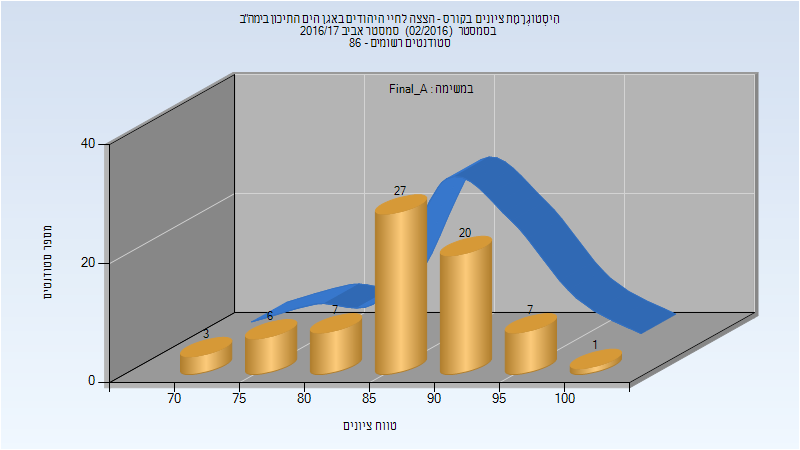 הִיסְטוֹגְרַמַת ציונים בקורס - הצצה לחיי היהודים באגן הים התיכון בימה"ב
בסמסטר (02/2016) סמסטר אביב 2016/17
סטודנטים רשומים - 86
במשימה : Final_A
מספר סטודנטים
40
20
0
3
6
7
27
20
7
1
70
75
80
85
90
95
100
טווח ציונים